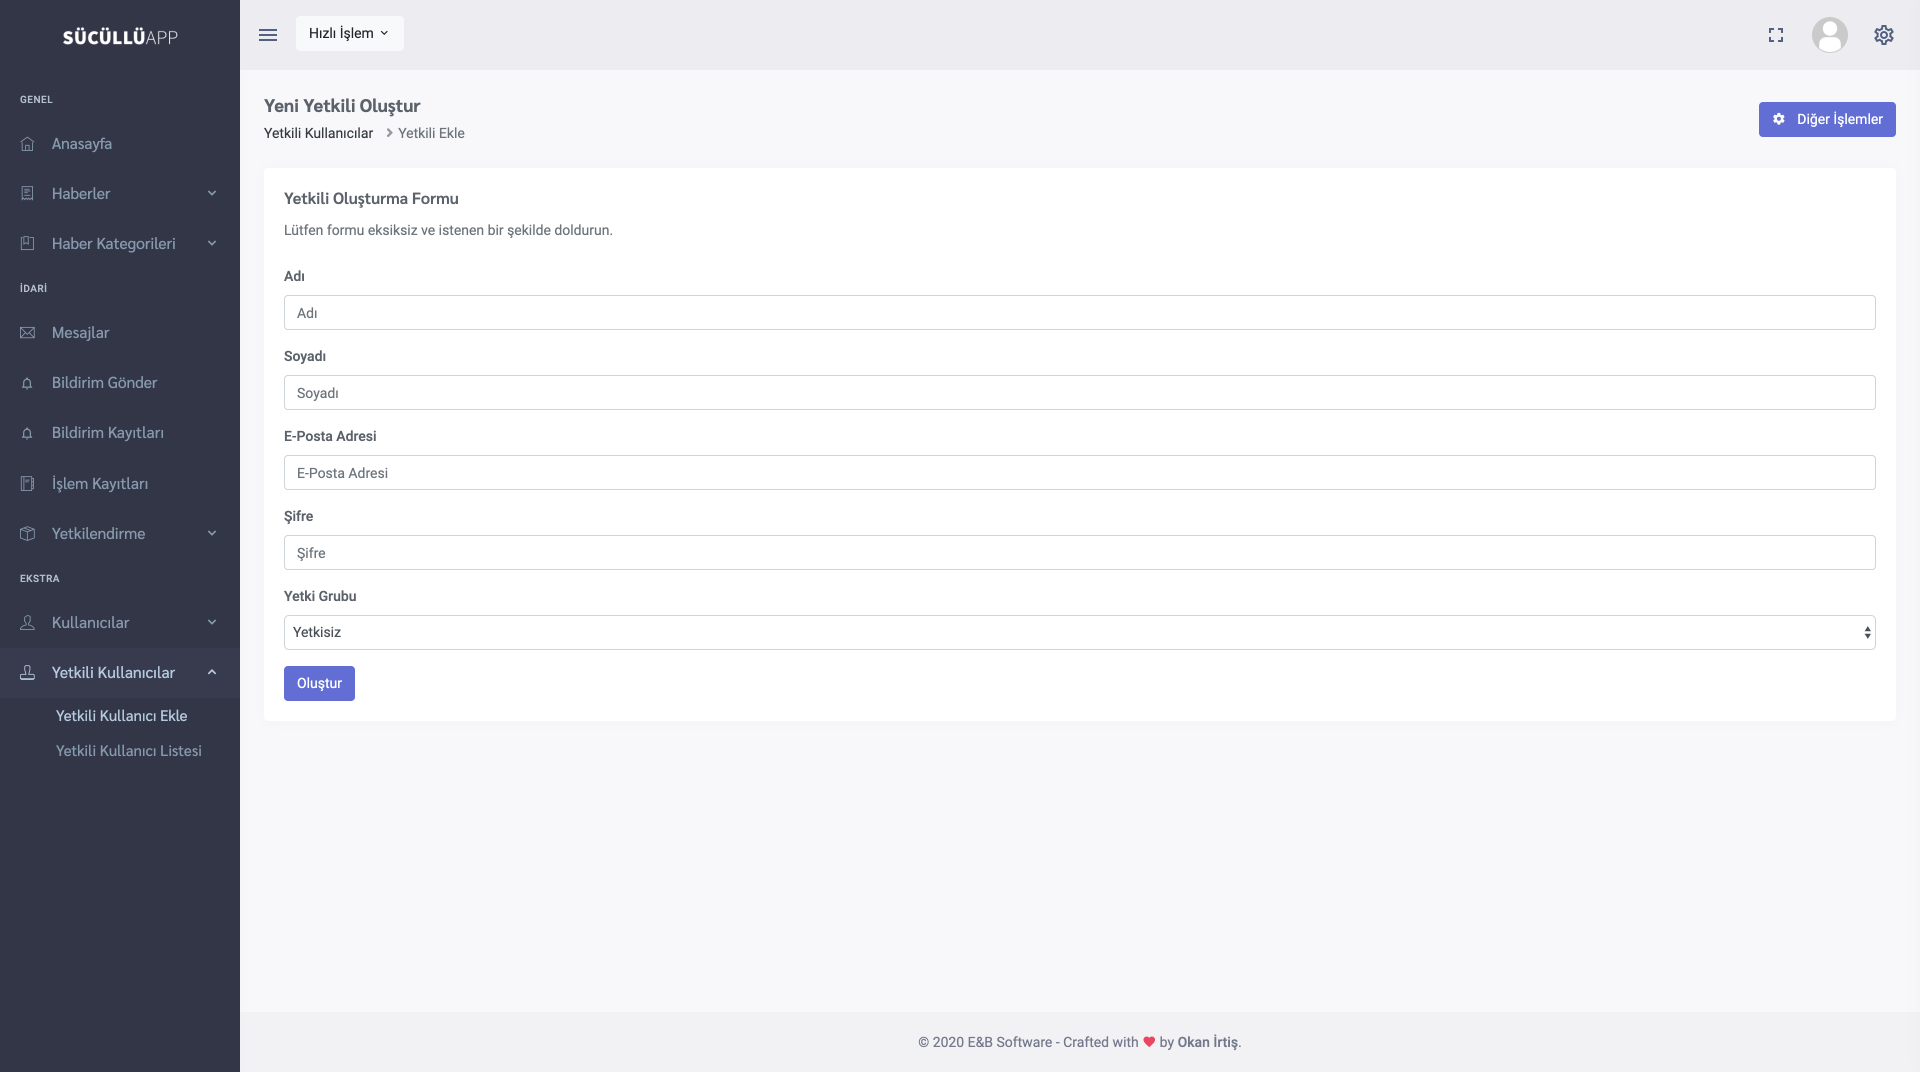 SÜCÜLLÜAPP
GENEL
Anasayfa
Haberler
Haber Kategorileri
İDARİ
Mesajlar
Bildirim Gönder
Bildirim Kayıtları
İşlem Kayıtları
Yetkilendirme
EKSTRA
Kullanıcılar
Yetkili Kullanıcılar
Yetkili Kullanıcı Ekle
Yetkili Kullanıcı Listesi
Hızlı İşlem
Yeni Yetkili Oluştur
Yetkili Kullanıcılar > Yetkili Ekle
Diğer İşlemler
Yetkili Oluşturma Formu
Lütfen formu eksiksiz ve istenen bir şekilde doldurun.
Adı
Adı
Soyadı
Soyadı
E-Posta Adresi
E-Posta Adresi
Şifre
Şifre
Yetki Grubu
Yetkisiz
Oluştur
© 2020 E&B Software - Crafted with ❤ by Okan İrtiş.